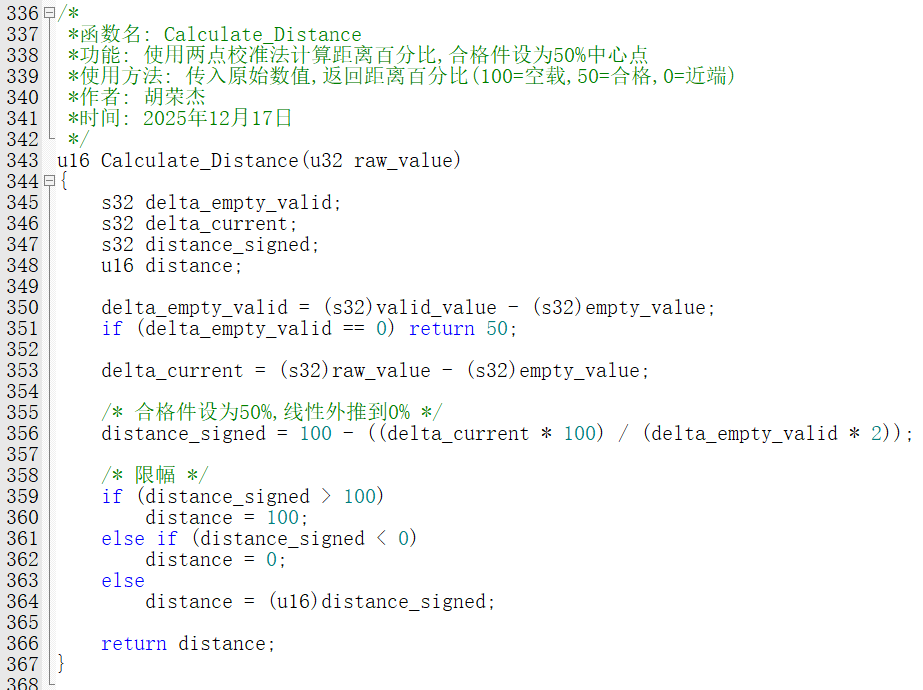 336 /*
337  *函数名: Calculate_Distance
338  *功能: 使用两点校准法计算距离百分比,合格件设为50%中心点
339  *使用方法: 传入原始数值,返回距离百分比(100=空载,50=合格,0=近端)
340  *作者: 胡荣杰
341  *时间: 2025年12月17日
342  */
343 u16 Calculate_Distance(u32 raw_value)
344 {
345     s32 delta_empty_valid;
346     s32 delta_current;
347     s32 distance_signed;
348     u16 distance;
349
350     delta_empty_valid = (s32)valid_value - (s32)empty_value;
351     if (delta_empty_valid == 0) return 50;
352
353     delta_current = (s32)raw_value - (s32)empty_value;
354
355     /* 合格件设为50%,线性外推到0% */
356     distance_signed = 100 - ((delta_current * 100) / (delta_empty_valid * 2));
357
358     /* 限幅 */
359     if (distance_signed > 100)
360         distance = 100;
361     else if (distance_signed < 0)
362         distance = 0;
363     else
364         distance = (u16)distance_signed;
365
366     return distance;
367 }
368